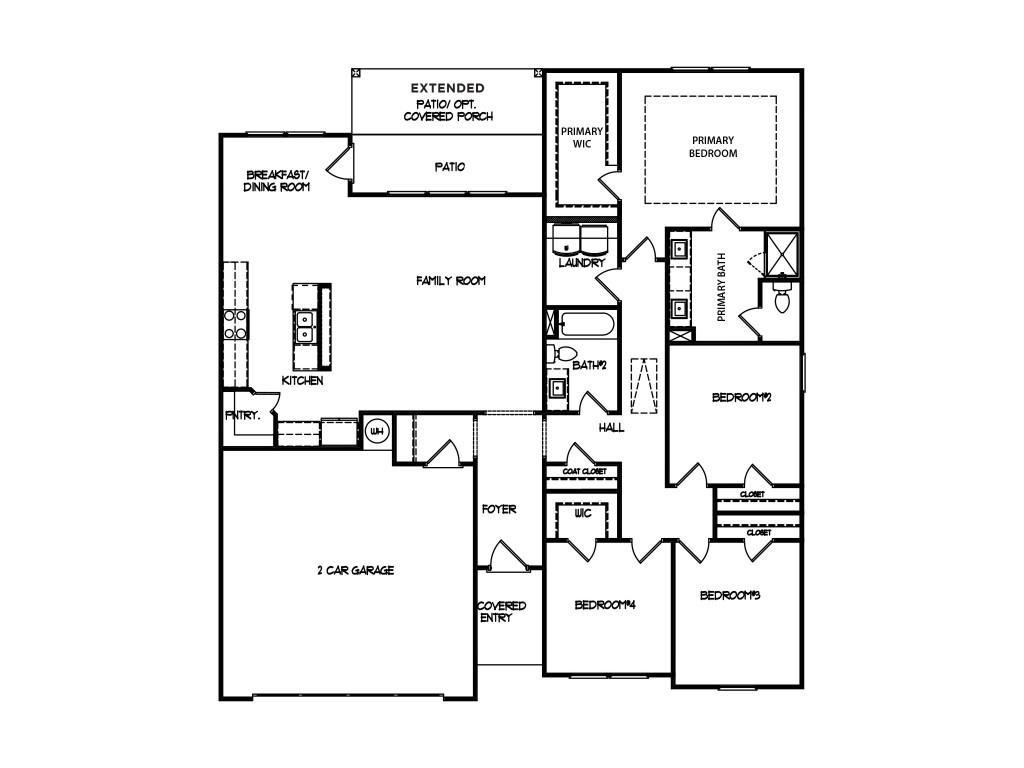 EXTENDED
PATIO/ OPT.
COVERED PORCH
PATIO
BREAKFAST/
DINING ROOM
PRIMARY
WIC
PRIMARY
BEDROOM
LAUNDRY
FAMILY ROOM
PRIMARY BATH
KITCHEN
BATH#2
PNTRY.
WH
BEDROOM#2
HALL
COAT CLOSET
CLOSET
FOYER
WIC
CLOSET
2 CAR GARAGE
COVERED
ENTRY
BEDROOM#4
BEDROOM#3